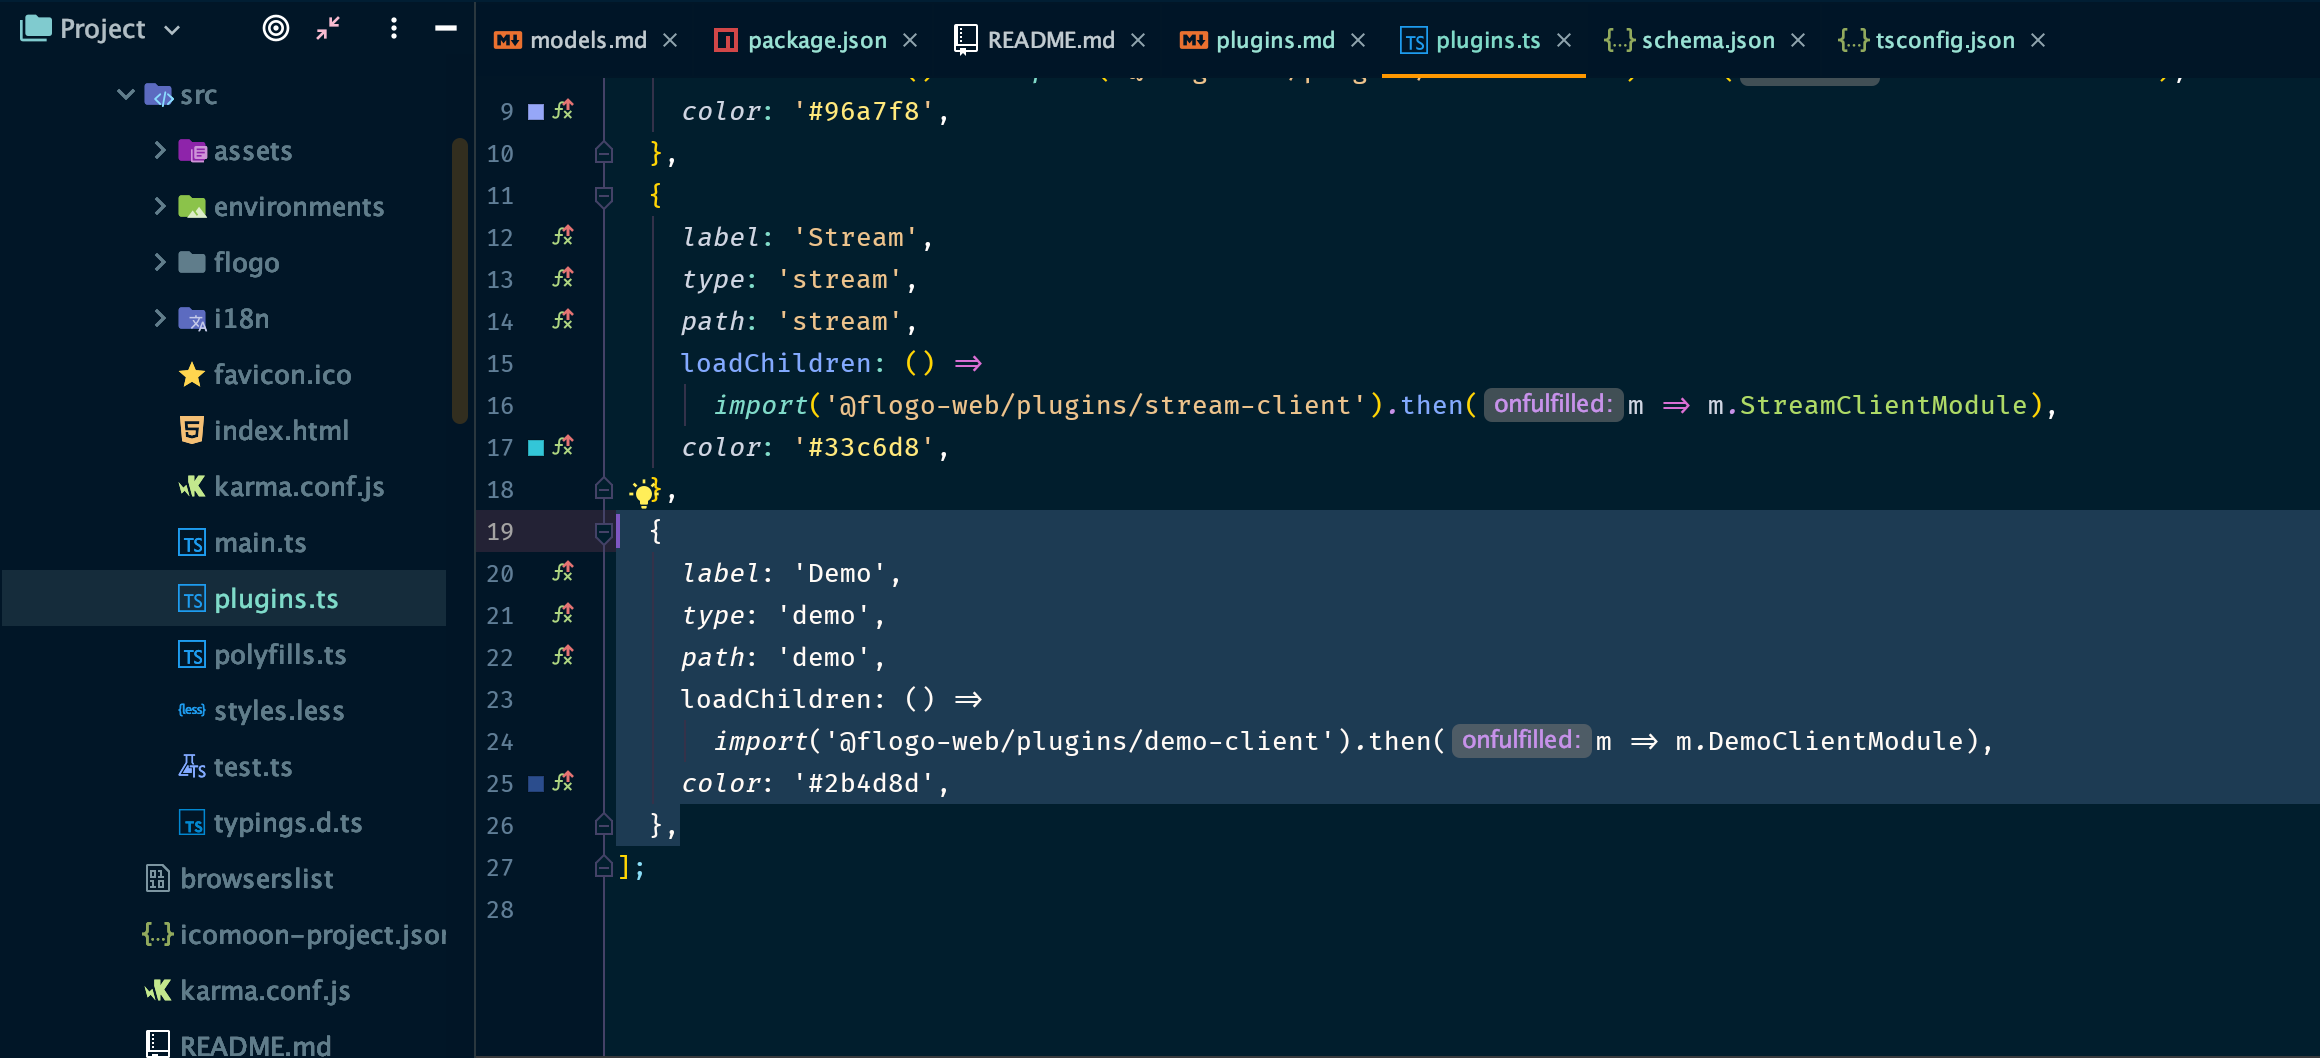 Project
src
assets
environments
flogo
i18n
favicon.ico
index.html
karma.conf.js
main.ts
plugins.ts
polyfills.ts
styles.less
test.ts
typings.d.ts
browserslist
icomoon-project.json
karma.conf.js
README.md
models.md package.json README.md plugins.md plugins.ts schema.json tsconfig.json
9 color: '#96a7f8',
10 },
11 {
12 label: 'Stream',
13 type: 'stream',
14 path: 'stream',
15 loadChildren: () =>
16 import('@flogo-web/plugins/stream-client').then( onfulfilled: m => m.StreamClientModule),
17 color: '#33c6d8',
18 },
19 {
20 label: 'Demo',
21 type: 'demo',
22 path: 'demo',
23 loadChildren: () =>
24 import('@flogo-web/plugins/demo-client').then( onfulfilled: m => m.DemoClientModule),
25 color: '#2b4d8d',
26 },
27 ];
28